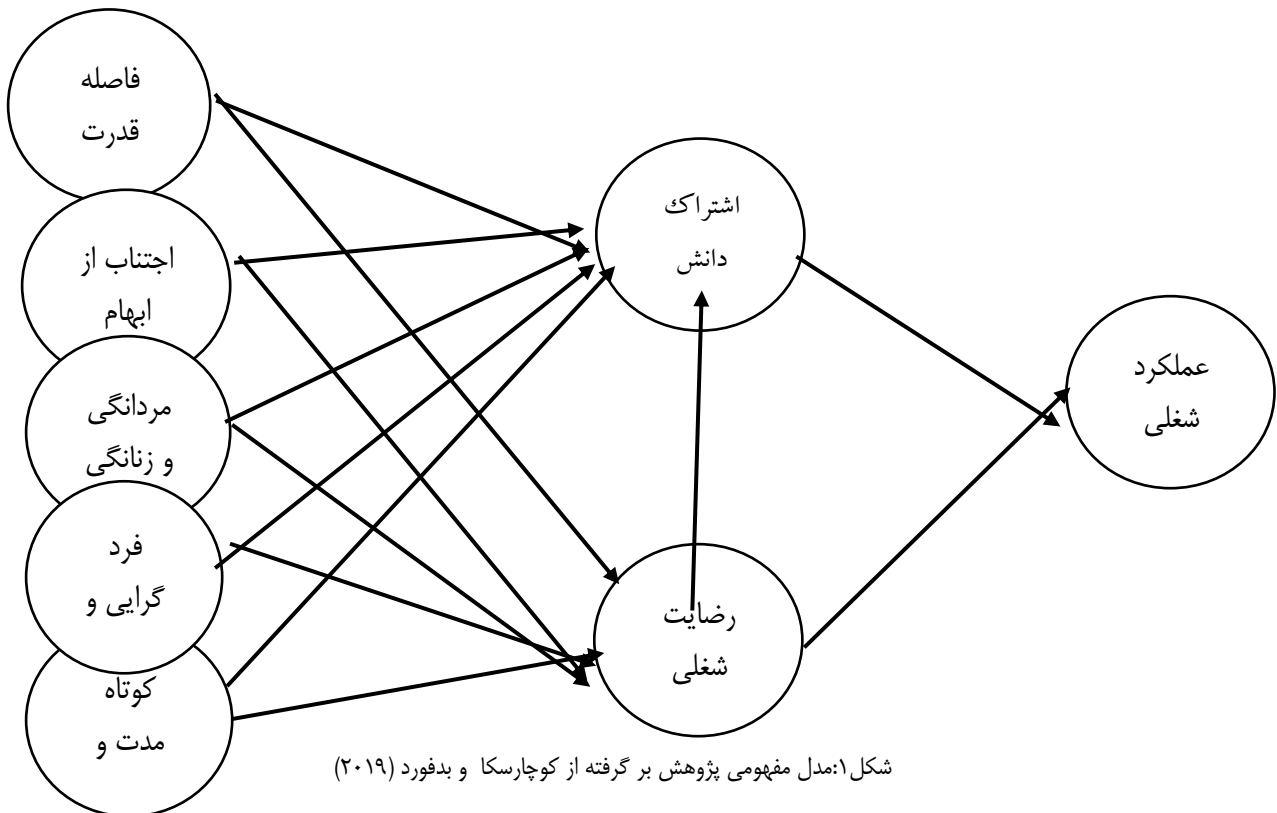 فاصله
قدرت
اجتناب از
ابهام
مردانگی
و زنانگی
فرد
گرایی و
کوتاه
مدت و
اشتراک
دانش
رضایت
شغلی
عملکرد
شغلی
شکل۱:مدل مفهومی پژوهش بر گرفته از کوچارسکا و بدفورد (۲۰۱۹)